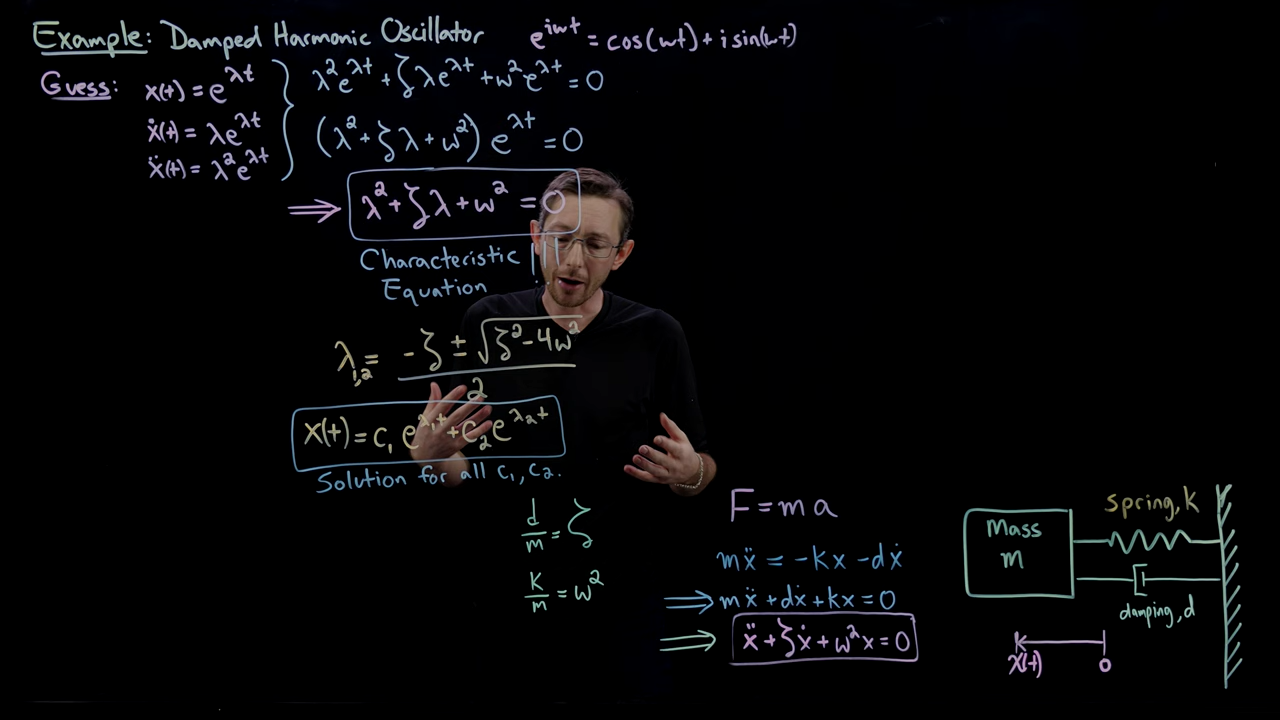 Example: Damped Harmonic Oscillator
e^{iωt} = cos(ωt) + i sin(ωt)
Guess:
x(t) = e^{λt}
ẋ(t) = λe^{λt}
ẍ(t) = λ²e^{λt}
λ²e^{λt} + ζλe^{λt} + ω²e^{λt} = 0
(λ² + ζλ + ω²) e^{λt} = 0
⟹ λ² + ζλ + ω² = 0
Characteristic
Equation
!!!
λ₁,₂ = (-ζ ± √(ζ² - 4ω²)) / 2
x(t) = c₁ e^{λ₁t} + c₂ e^{λ₂t}
Solution for all c₁, c₂.
d/m = ζ
k/m = ω²
F = ma
mẍ = -kx - dẋ
⟹ mẍ + dẋ + kx = 0
⟹ ẍ + ζẋ + ω²x = 0
Mass
m
spring, k
damping, d
x(t)
0